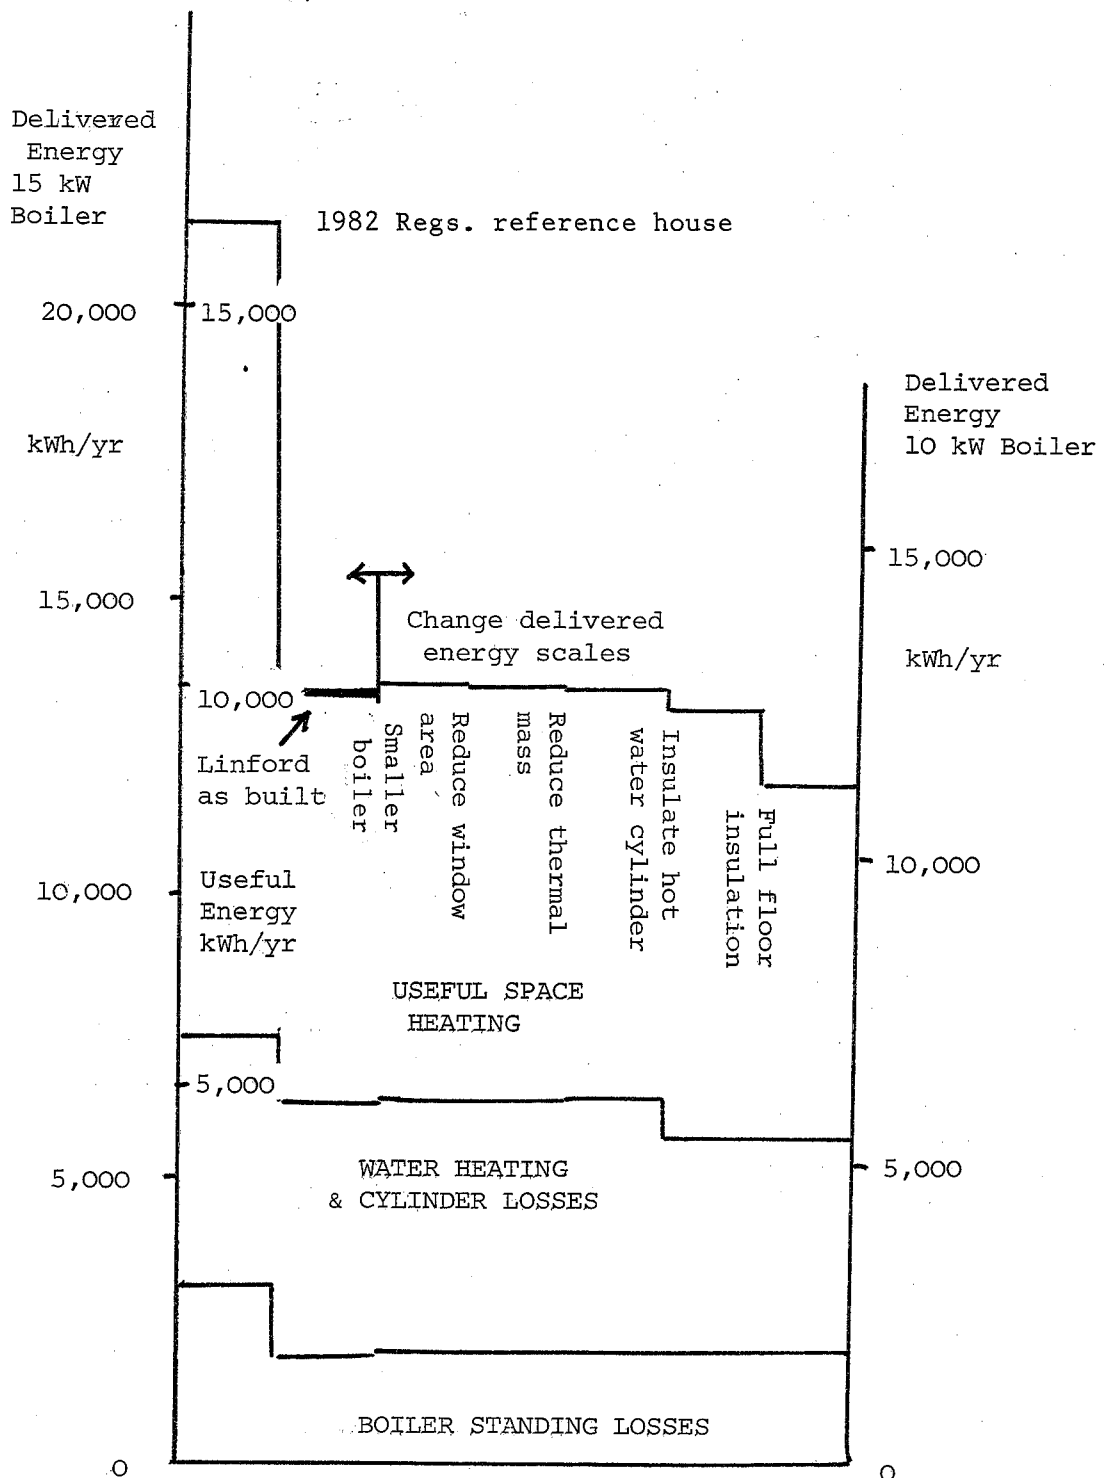 Delivered
Energy
15 kW
Boiler
1982 Regs. reference house
20,000
15,000
Delivered
Energy
10 kW Boiler
kWh/yr
15,000
15,000
Change delivered
energy scales
kWh/yr
10,000
Linford
as built
Smaller
boiler
Reduce window
area
Reduce thermal
mass
Insulate hot
water cylinder
Full floor
insulation
10,000
10,000
Useful
Energy
kWh/yr
USEFUL SPACE
HEATING
5,000
5,000
WATER HEATING
& CYLINDER LOSSES
5,000
BOILER STANDING LOSSES
0
0